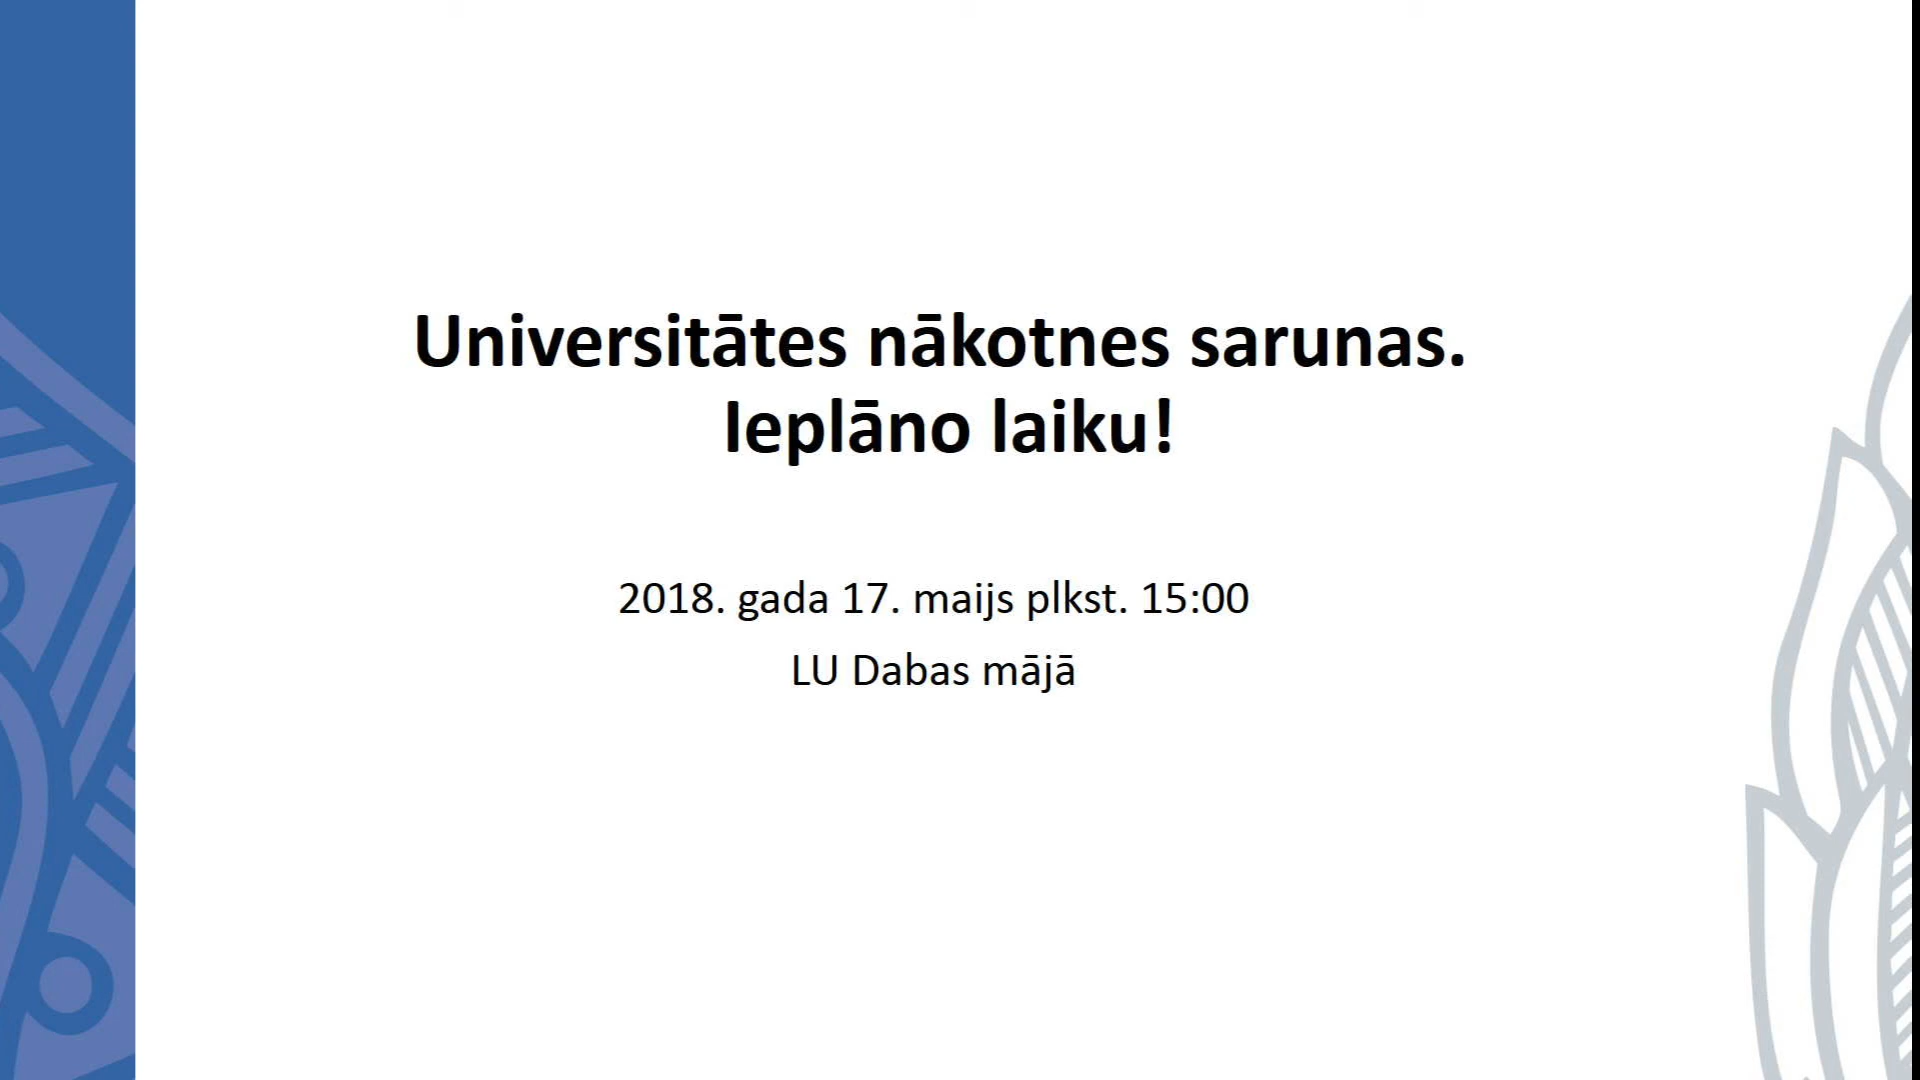 Universitātes nākotnes sarunas.
Ieplāno laiku!
2018. gada 17. maijs plkst. 15:00
LU Dabas mājā